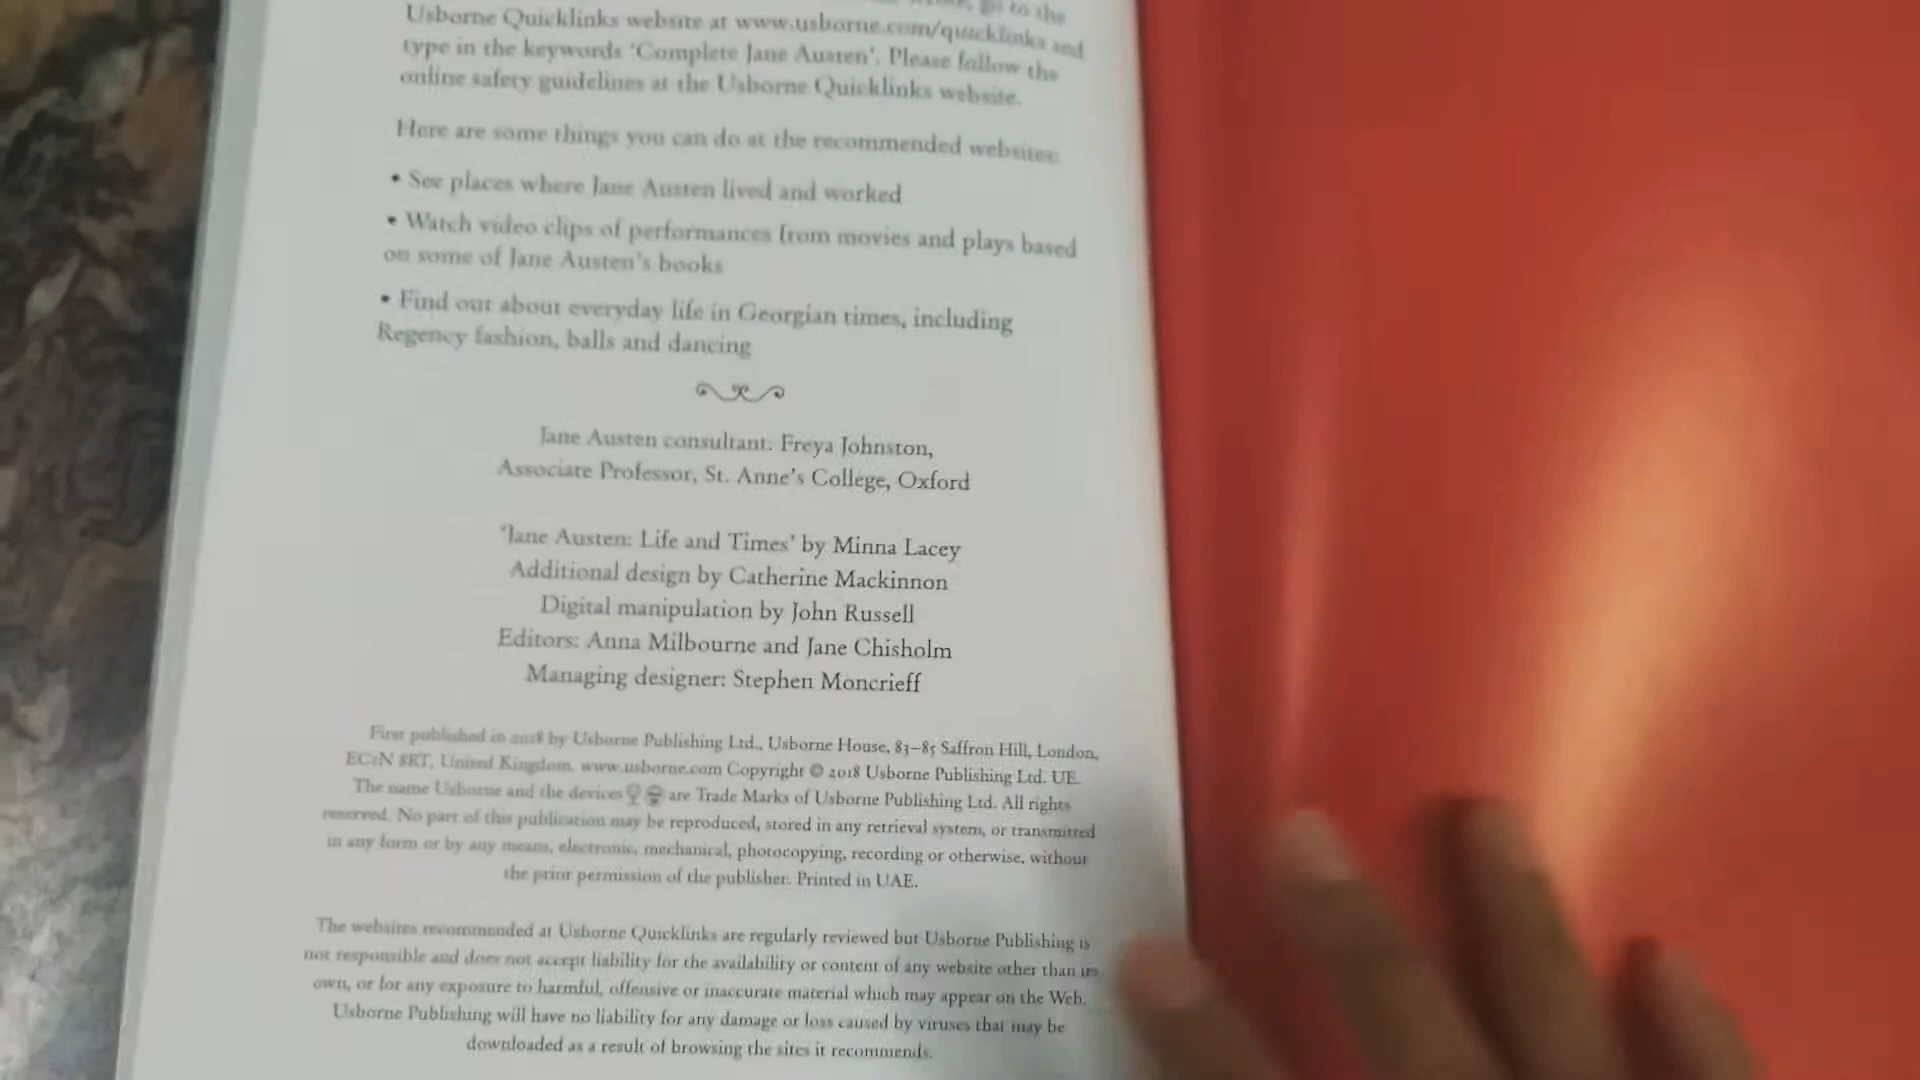 go to the
Usborne Quicklinks website at www.usborne.com/quicklinks and
type in the keywords 'Complete Jane Austen'. Please follow the
online safety guidelines at the Usborne Quicklinks website.
Here are some things you can do at the recommended websites:
• See places where Jane Austen lived and worked
• Watch video clips of performances from movies and plays based
on some of Jane Austen's books
• Find out about everyday life in Georgian times, including
Regency fashion, balls and dancing
Jane Austen consultant: Freya Johnston,
Associate Professor, St. Anne's College, Oxford
'Jane Austen: Life and Times' by Minna Lacey
Additional design by Catherine Mackinnon
Digital manipulation by John Russell
Editors: Anna Milbourne and Jane Chisholm
Managing designer: Stephen Moncrieff
First published in 2018 by Usborne Publishing Ltd., Usborne House, 83–85 Saffron Hill, London,
EC1N 8RT, United Kingdom. www.usborne.com Copyright © 2018 Usborne Publishing Ltd. UE.
The name Usborne and the devices are Trade Marks of Usborne Publishing Ltd. All rights
reserved. No part of this publication may be reproduced, stored in any retrieval system, or transmitted
in any form or by any means, electronic, mechanical, photocopying, recording or otherwise, without
the prior permission of the publisher. Printed in UAE.
The websites recommended at Usborne Quicklinks are regularly reviewed but Usborne Publishing is
not responsible and does not accept liability for the availability or content of any website other than its
own, or for any exposure to harmful, offensive or inaccurate material which may appear on the Web.
Usborne Publishing will have no liability for any damage or loss caused by viruses that may be
downloaded as a result of browsing the sites it recommends.